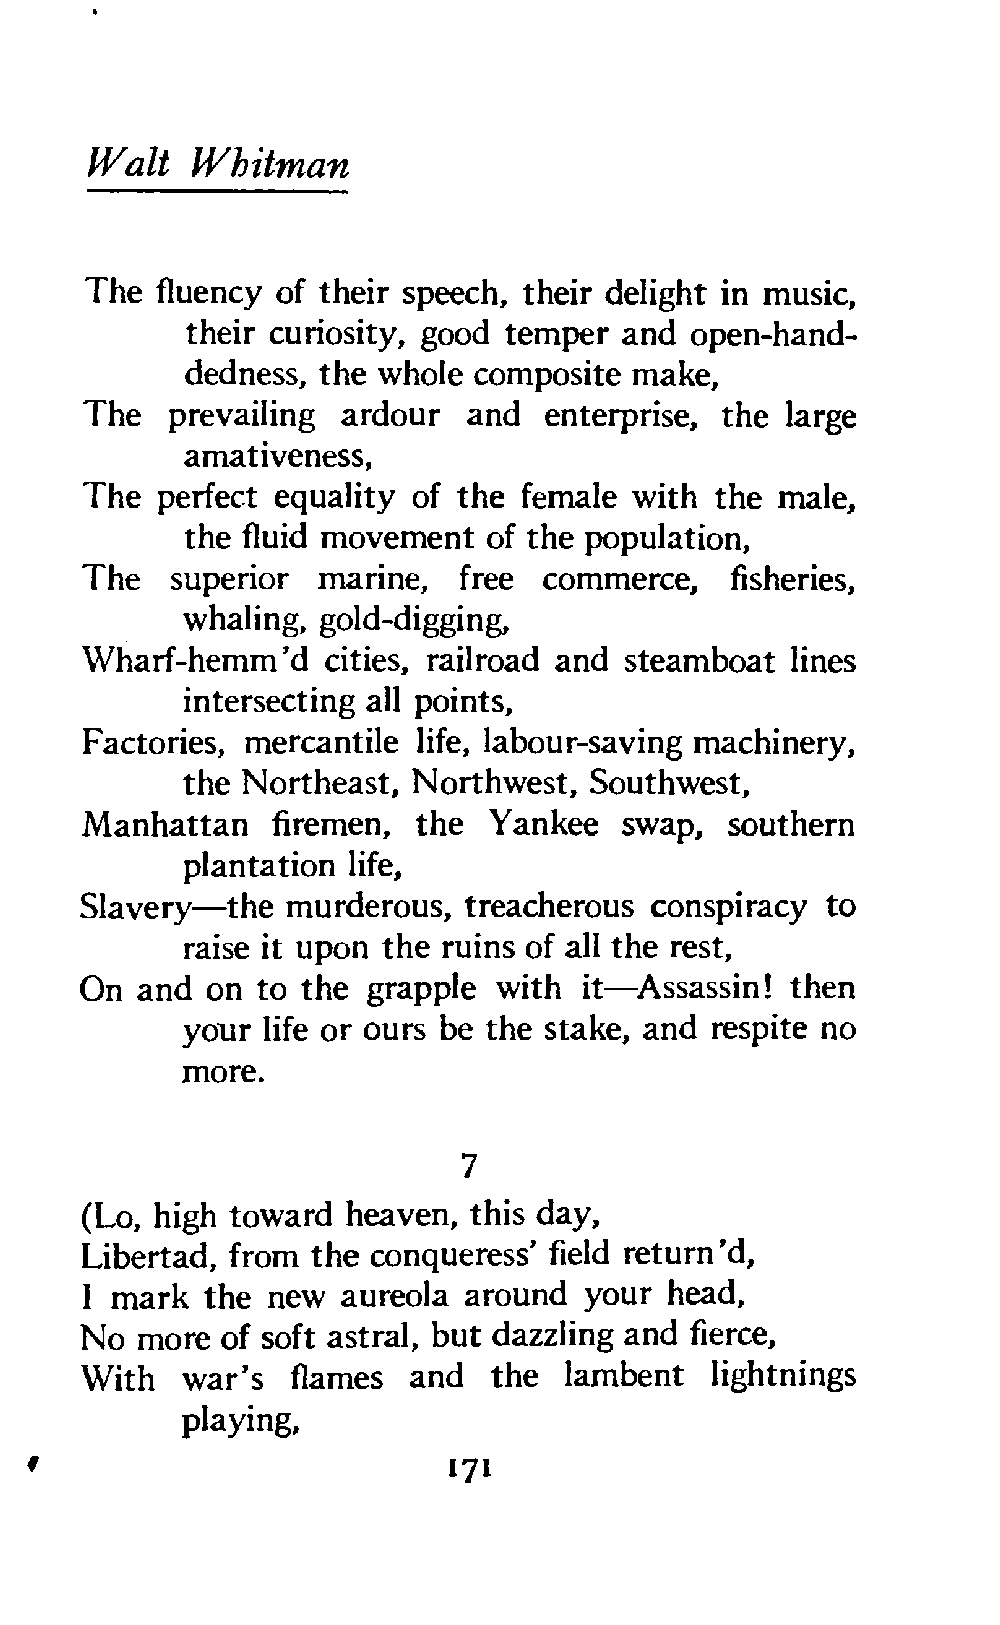 Walt Whitman
The fluency of their speech, their delight in music,
their curiosity, good temper and open-hand-
dedness, the whole composite make,
The prevailing ardour and enterprise, the large
amativeness,
The perfect equality of the female with the male,
the fluid movement of the population,
The superior marine, free commerce, fisheries,
whaling, gold-digging,
Wharf-hemm'd cities, railroad and steamboat lines
intersecting all points,
Factories, mercantile life, labour-saving machinery,
the Northeast, Northwest, Southwest,
Manhattan firemen, the Yankee swap, southern
plantation life,
Slavery—the murderous, treacherous conspiracy to
raise it upon the ruins of all the rest,
On and on to the grapple with it—Assassin! then
your life or ours be the stake, and respite no
more.
7
(Lo, high toward heaven, this day,
Libertad, from the conqueress' field return'd,
I mark the new aureola around your head,
No more of soft astral, but dazzling and fierce,
With war's flames and the lambent lightnings
playing,
171